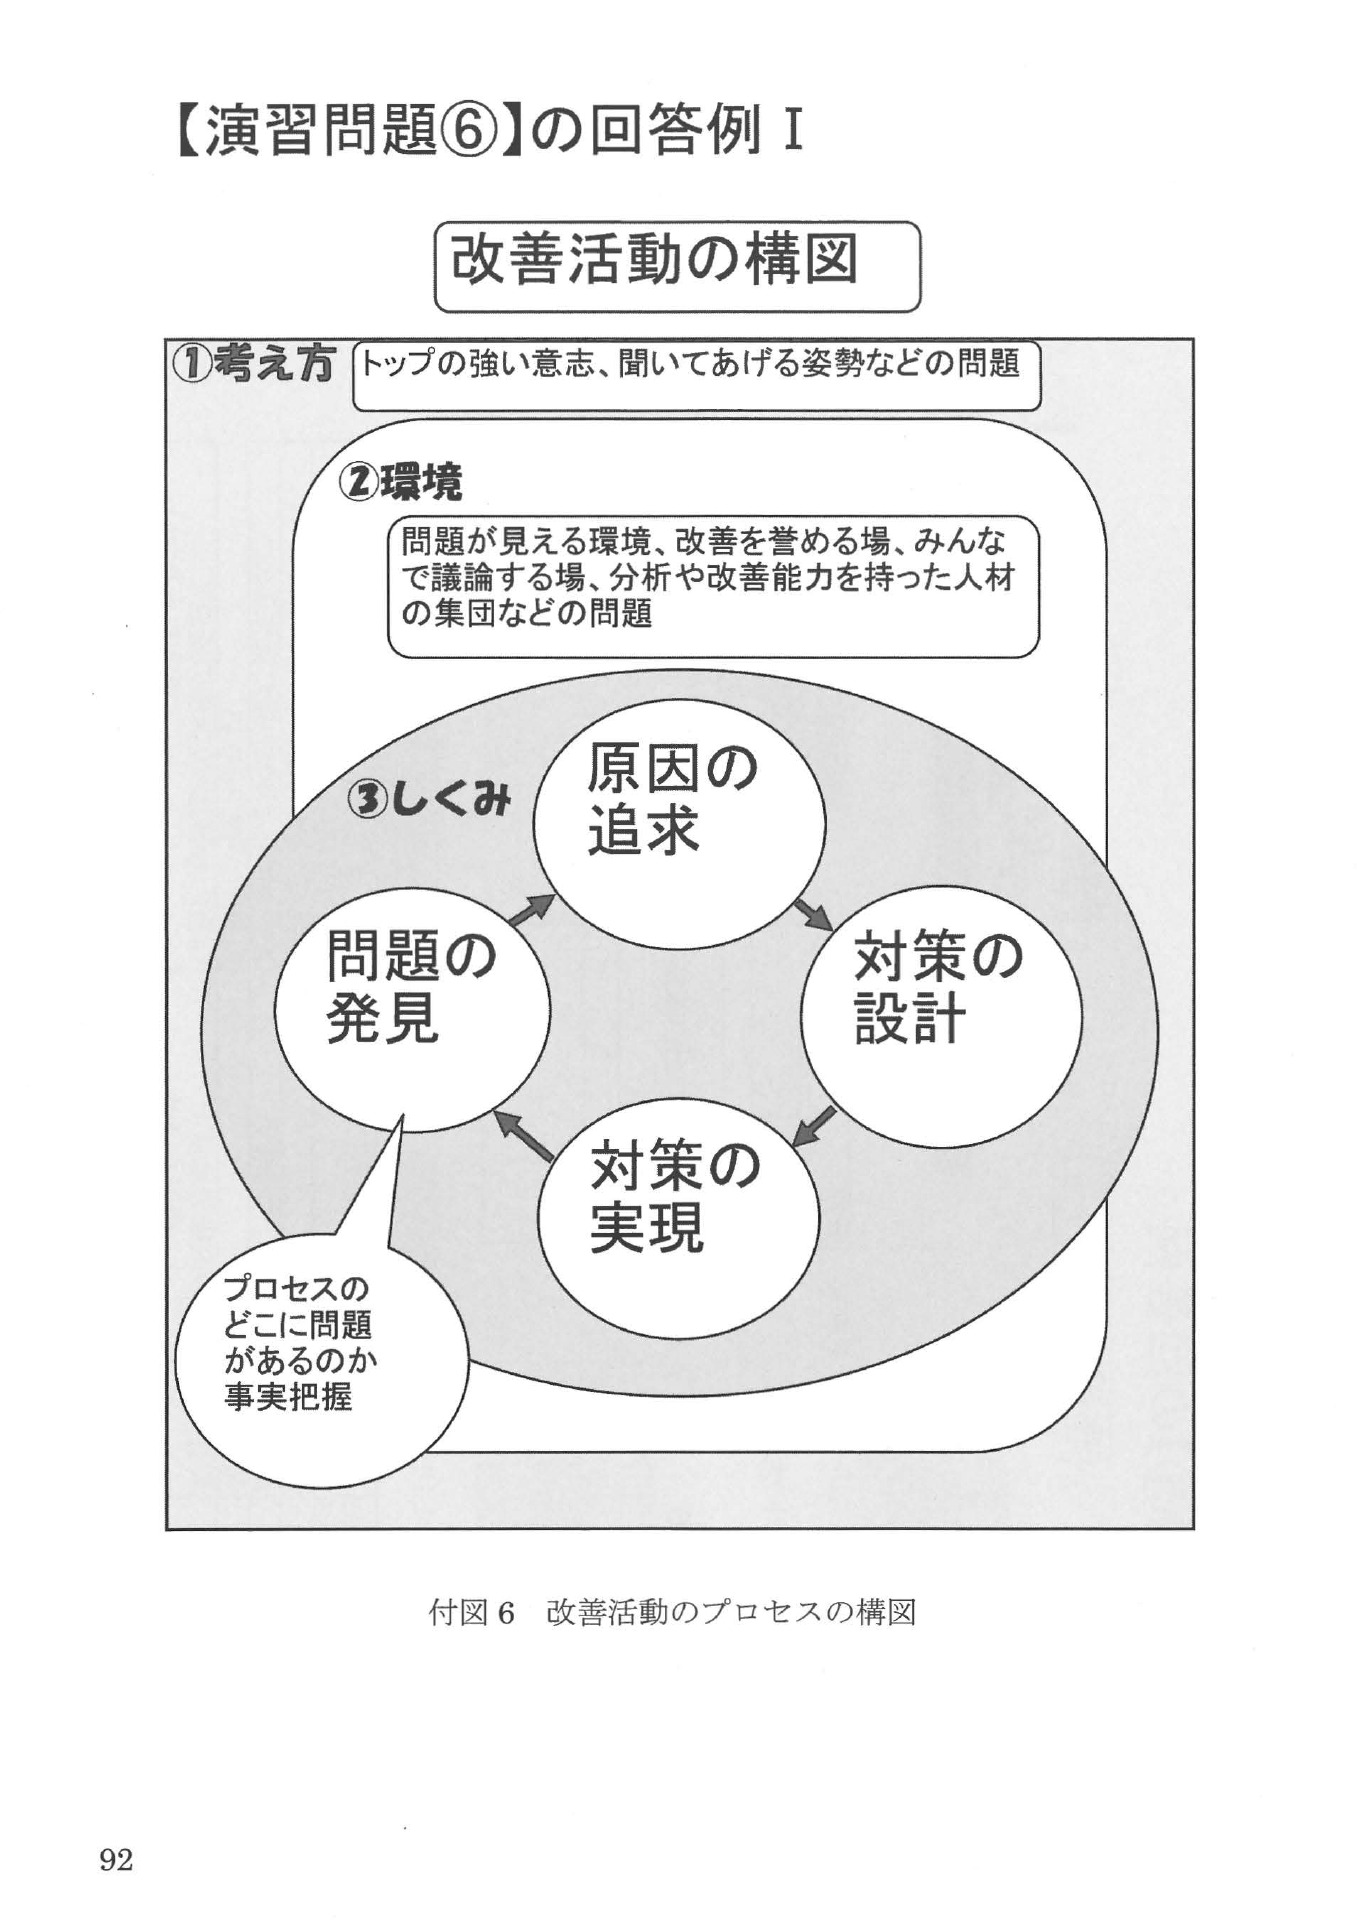 【演習問題⑥】の回答例Ⅰ
改善活動の構図
①考え方
トップの強い意志、聞いてあげる姿勢などの問題
②環境
問題が見える環境、改善を誉める場、みんな
で議論する場、分析や改善能力を持った人材
の集団などの問題
③しくみ
原因の
追求
問題の
発見
対策の
設計
対策の
実現
プロセスの
どこに問題
があるのか
事実把握
付図 6　改善活動のプロセスの構図
92